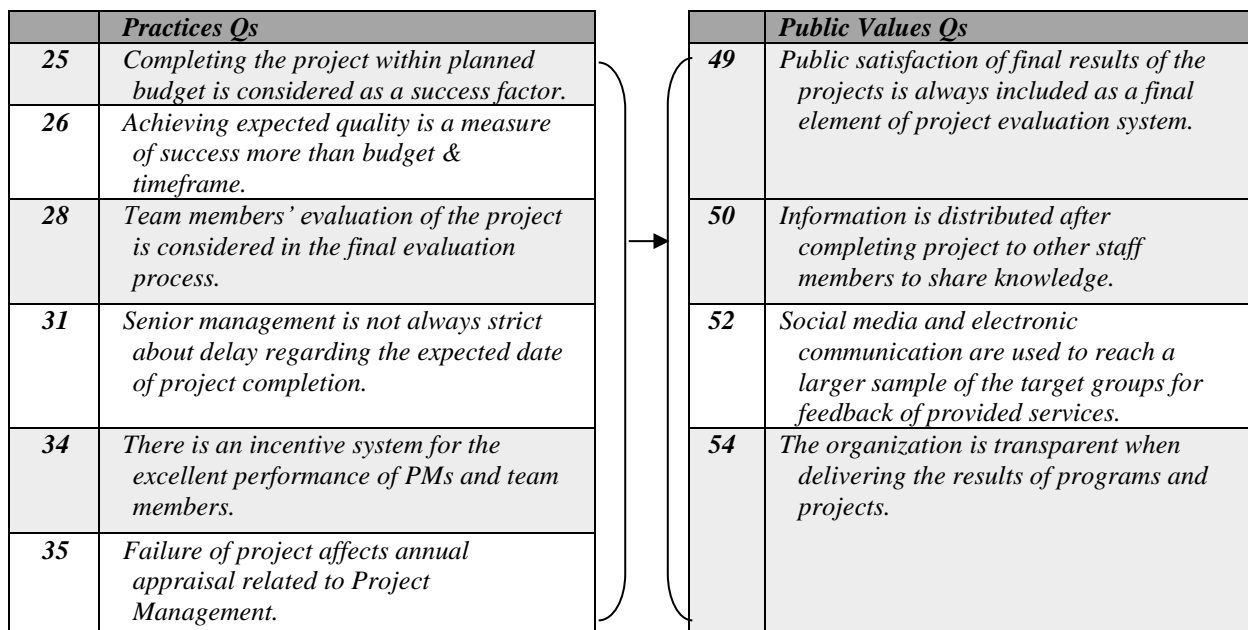 Practices Qs
25 Completing the project within planned
budget is considered as a success factor.
26 Achieving expected quality is a measure
of success more than budget &
timeframe.
28 Team members’ evaluation of the project
is considered in the final evaluation
process.
31 Senior management is not always strict
about delay regarding the expected date
of project completion.
34 There is an incentive system for the
excellent performance of PMs and team
members.
35 Failure of project affects annual
appraisal related to Project
Management.
Public Values Qs
49 Public satisfaction of final results of the
projects is always included as a final
element of project evaluation system.
50 Information is distributed after
completing project to other staff
members to share knowledge.
52 Social media and electronic
communication are used to reach a
larger sample of the target groups for
feedback of provided services.
54 The organization is transparent when
delivering the results of programs and
projects.